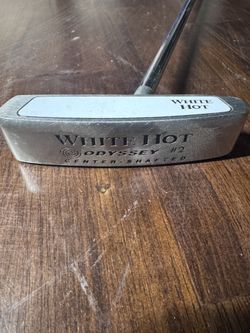 WHITE
HOT
WHITE HOT
ODYSSEY #2
CENTER-SHAFTED